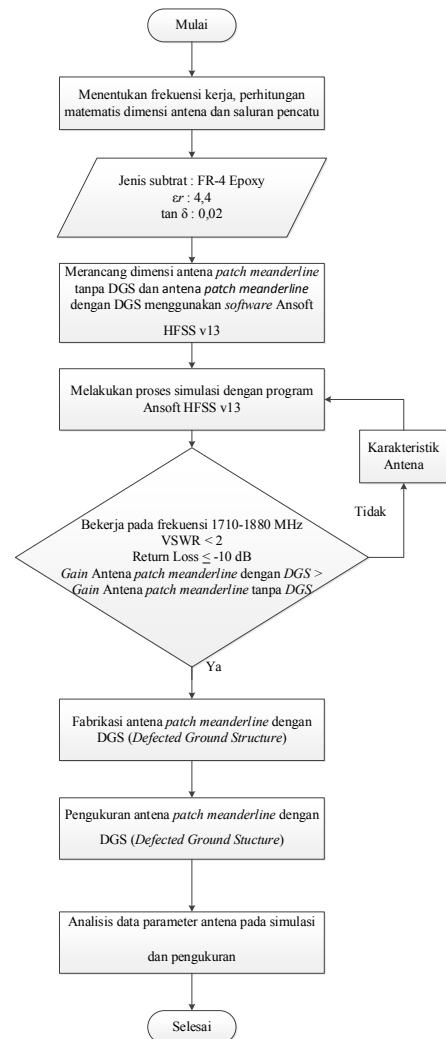 Mulai
Menentukan frekuensi kerja, perhitungan
matematis dimensi antena dan saluran pencatu
Jenis subtrat : FR-4 Epoxy
εr : 4,4
tan δ : 0,02
Merancang dimensi antena patch meanderline
tanpa DGS dan antena patch meanderline
dengan DGS menggunakan software Ansoft
HFSS v13
Melakukan proses simulasi dengan program
Ansoft HFSS v13
Karakteristik
Antena
Tidak
Bekerja pada frekuensi 1710-1880 MHz
VSWR < 2
Return Loss ≤ -10 dB
Gain Antena patch meanderline dengan DGS >
Gain Antena patch meanderline tanpa DGS
Ya
Fabrikasi antena patch meanderline dengan
DGS (Defected Ground Structure)
Pengukuran antena patch meanderline dengan
DGS (Defected Ground Stucture)
Analisis data parameter antena pada simulasi
dan pengukuran
Selesai